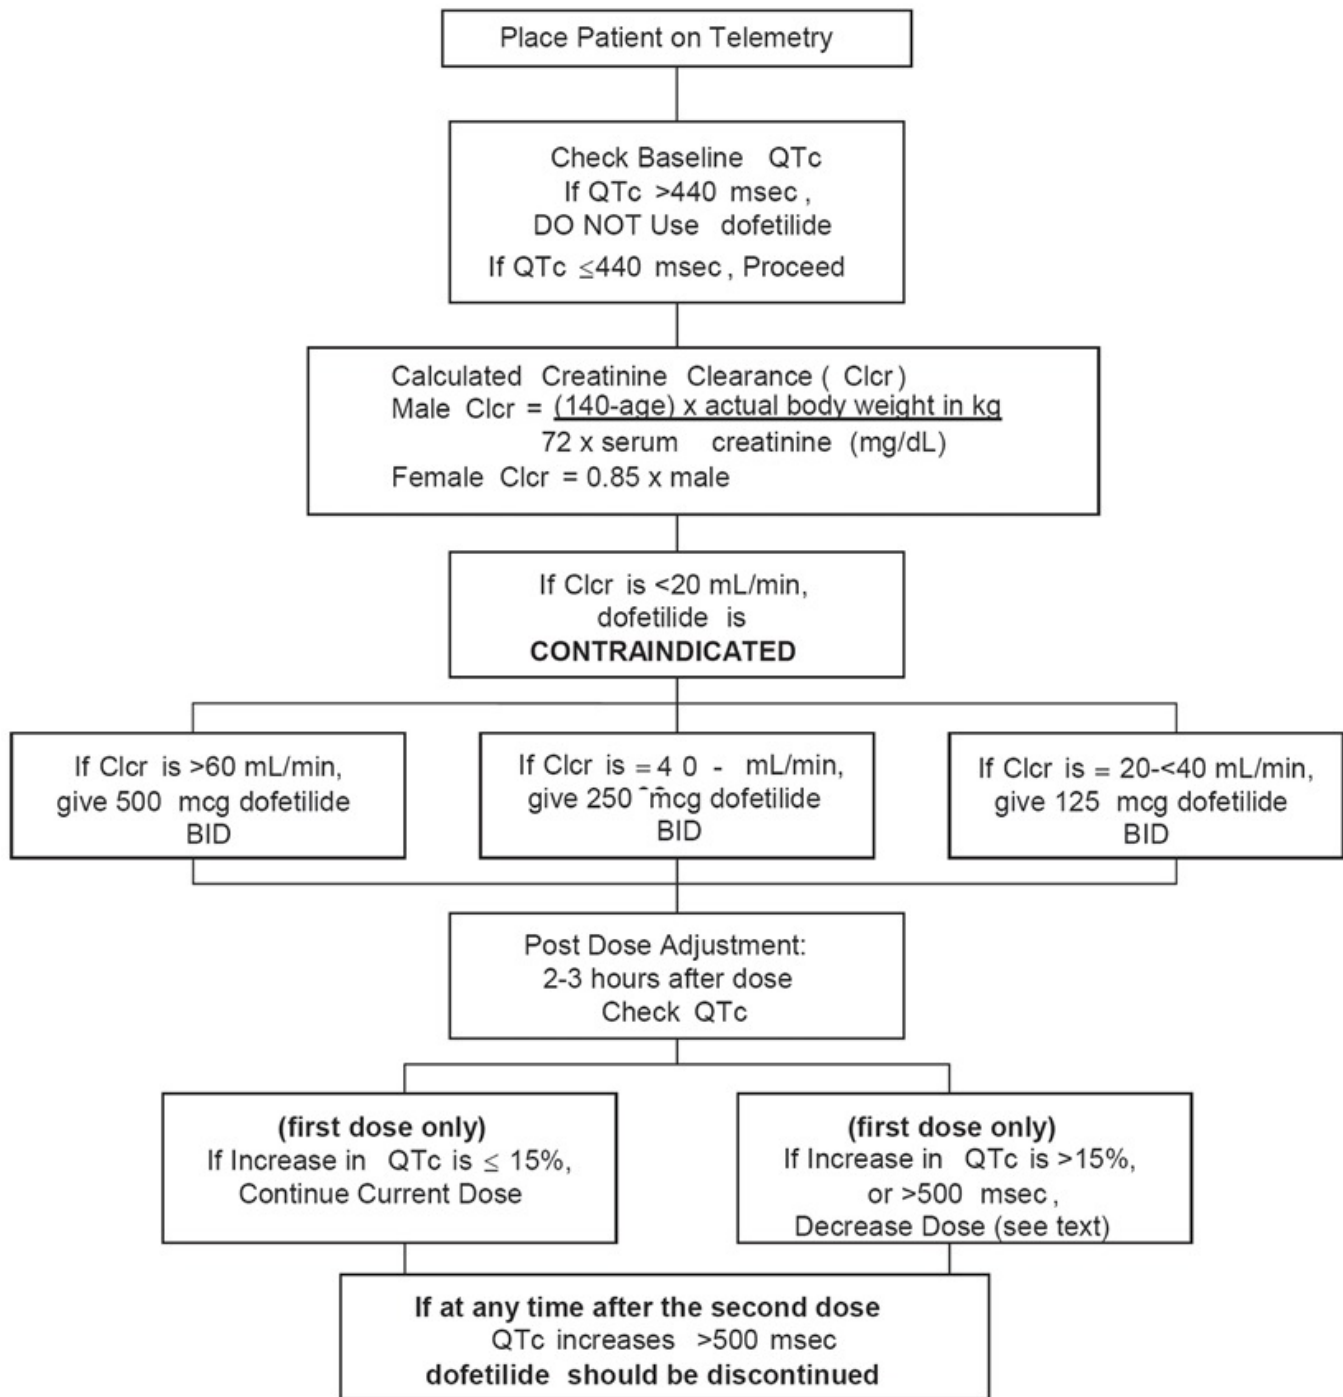 Place Patient on Telemetry
Check Baseline QTc
If QTc >440 msec,
DO NOT Use dofetilide
If QTc ≤440 msec, Proceed
Calculated Creatinine Clearance ( Clcr )
Male Clcr = (140-age) x actual body weight in kg
72 x serum creatinine (mg/dL)
Female Clcr = 0.85 x male
If Clcr is <20 mL/min,
dofetilide is
CONTRAINDICATED
If Clcr is >60 mL/min,
give 500 mcg dofetilide
BID
If Clcr is = 4 0 - mL/min,
give 250 mcg dofetilide
BID
If Clcr is = 20-<40 mL/min,
give 125 mcg dofetilide
BID
Post Dose Adjustment:
2-3 hours after dose
Check QTc
(first dose only)
If Increase in QTc is ≤ 15%,
Continue Current Dose
(first dose only)
If Increase in QTc is >15%,
or >500 msec,
Decrease Dose (see text)
If at any time after the second dose
QTc increases >500 msec
dofetilide should be discontinued